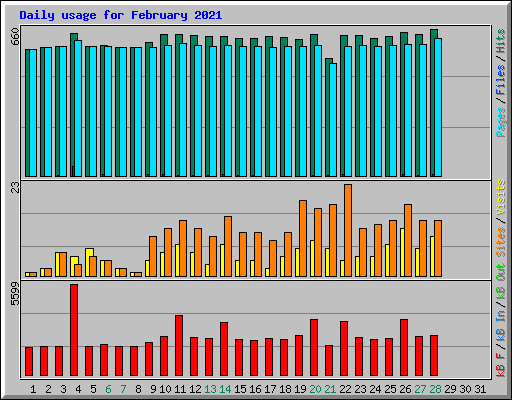 Daily usage for February 2021
660
Pages / Files / Hits
23
Sites / Visits
5599
kB F / kB In / kB Out
1 2 3 4 5 6 7 8 9 10 11 12 13 14 15 16 17 18 19 20 21 22 23 24 25 26 27 28 29 30 31